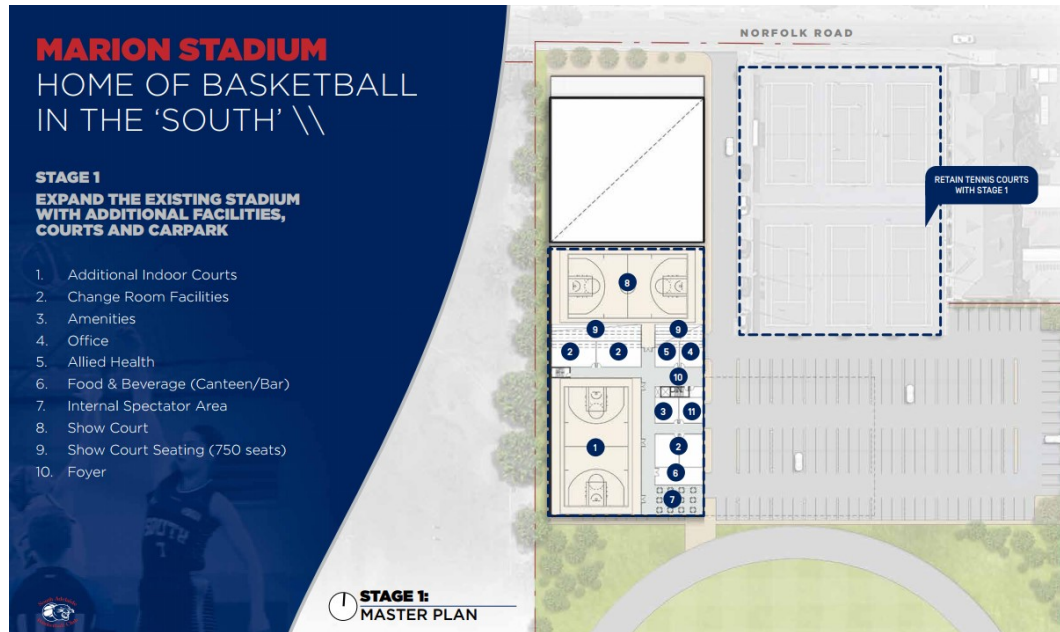 MARION STADIUM
HOME OF BASKETBALL
IN THE ‘SOUTH’ \\
STAGE 1
EXPAND THE EXISTING STADIUM
WITH ADDITIONAL FACILITIES,
COURTS AND CARPARK
1. Additional Indoor Courts
2. Change Room Facilities
3. Amenities
4. Office
5. Allied Health
6. Food & Beverage (Canteen/Bar)
7. Internal Spectator Area
8. Show Court
9. Show Court Seating (750 seats)
10. Foyer
SOUTH
7
STAGE 1:
MASTER PLAN
NORFOLK ROAD
RETAIN TENNIS COURTS
WITH STAGE 1
8
9 9
2 2 5 4
10
3 11
1
2
6
7